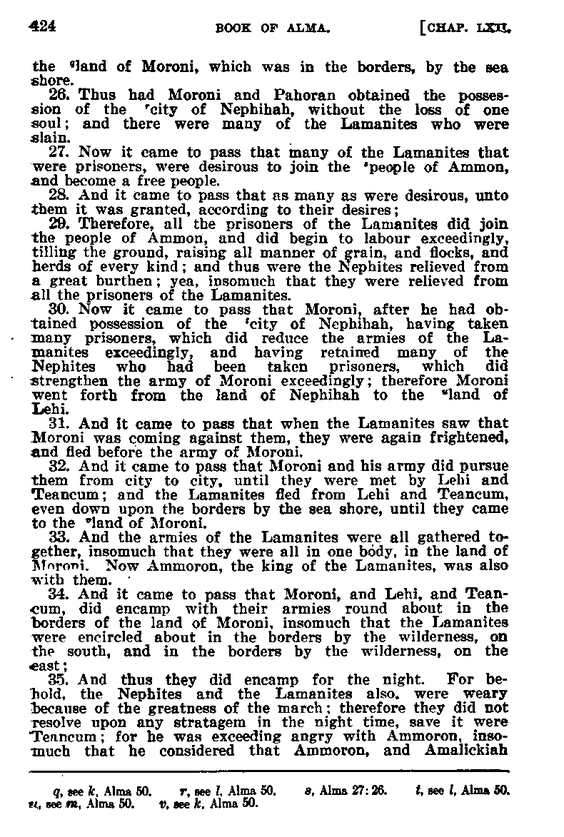 424 BOOK OF ALMA. [CHAP. LXII.
the qland of Moroni, which was in the borders, by the sea
shore.
26. Thus had Moroni and Pahoran obtained the posses-
sion of the rcity of Nephihah, without the loss of one
soul; and there were many of the Lamanites who were
slain.
27. Now it came to pass that many of the Lamanites that
were prisoners, were desirous to join the speople of Ammon,
and become a free people.
28. And it came to pass that as many as were desirous, unto
them it was granted, according to their desires;
29. Therefore, all the prisoners of the Lamanites did join
the people of Ammon, and did begin to labour exceedingly,
tilling the ground, raising all manner of grain, and flocks, and
herds of every kind; and thus were the Nephites relieved from
a great burthen; yea, insomuch that they were relieved from
all the prisoners of the Lamanites.
30. Now it came to pass that Moroni, after he had ob-
tained possession of the tcity of Nephihah, having taken
many prisoners, which did reduce the armies of the La-
manites exceedingly, and having retained many of the
Nephites who had been taken prisoners, which did
strengthen the army of Moroni exceedingly; therefore Moroni
went forth from the land of Nephihah to the uland of
Lehi.
31. And it came to pass that when the Lamanites saw that
Moroni was coming against them, they were again frightened,
and fled before the army of Moroni.
32. And it came to pass that Moroni and his army did pursue
them from city to city, until they were met by Lehi and
Teancum; and the Lamanites fled from Lehi and Teancum,
even down upon the borders by the sea shore, until they came
to the vland of Moroni.
33. And the armies of the Lamanites were all gathered to-
gether, insomuch that they were all in one body, in the land of
Moroni. Now Ammoron, the king of the Lamanites, was also
with them.
34. And it came to pass that Moroni, and Lehi, and Tean-
cum, did encamp with their armies round about in the
borders of the land of Moroni, insomuch that the Lamanites
were encircled about in the borders by the wilderness, on
the south, and in the borders by the wilderness, on the
east;
35. And thus they did encamp for the night. For be-
hold, the Nephites and the Lamanites also, were weary
because of the greatness of the march; therefore they did not
resolve upon any stratagem in the night time, save it were
Teancum; for he was exceeding angry with Ammoron, inso-
much that he considered that Ammoron, and Amalickiah
q, see k, Alma 50. r, see l, Alma 50. s, Alma 27:26. t, see l, Alma 50.
u, see m, Alma 50. v, see k, Alma 50.